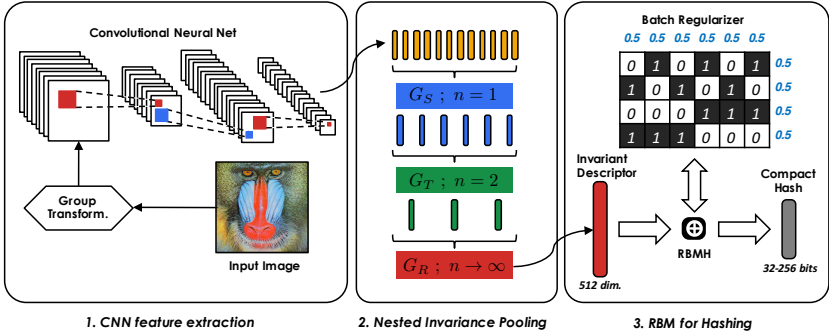 Convolutional Neural Net
Group
Transform.
Input Image
1. CNN feature extraction
G_S ; n = 1
G_T ; n = 2
G_R ; n → ∞
2. Nested Invariance Pooling
Batch Regularizer
0.5 0.5 0.5 0.5 0.5 0.5
0 1 0 1 0 1 0.5
1 0 1 0 1 0 0.5
0 0 0 1 1 1 0.5
1 1 1 0 0 0 0.5
Invariant
Descriptor
512 dim.
RBMH
Compact
Hash
32-256 bits
3. RBM for Hashing